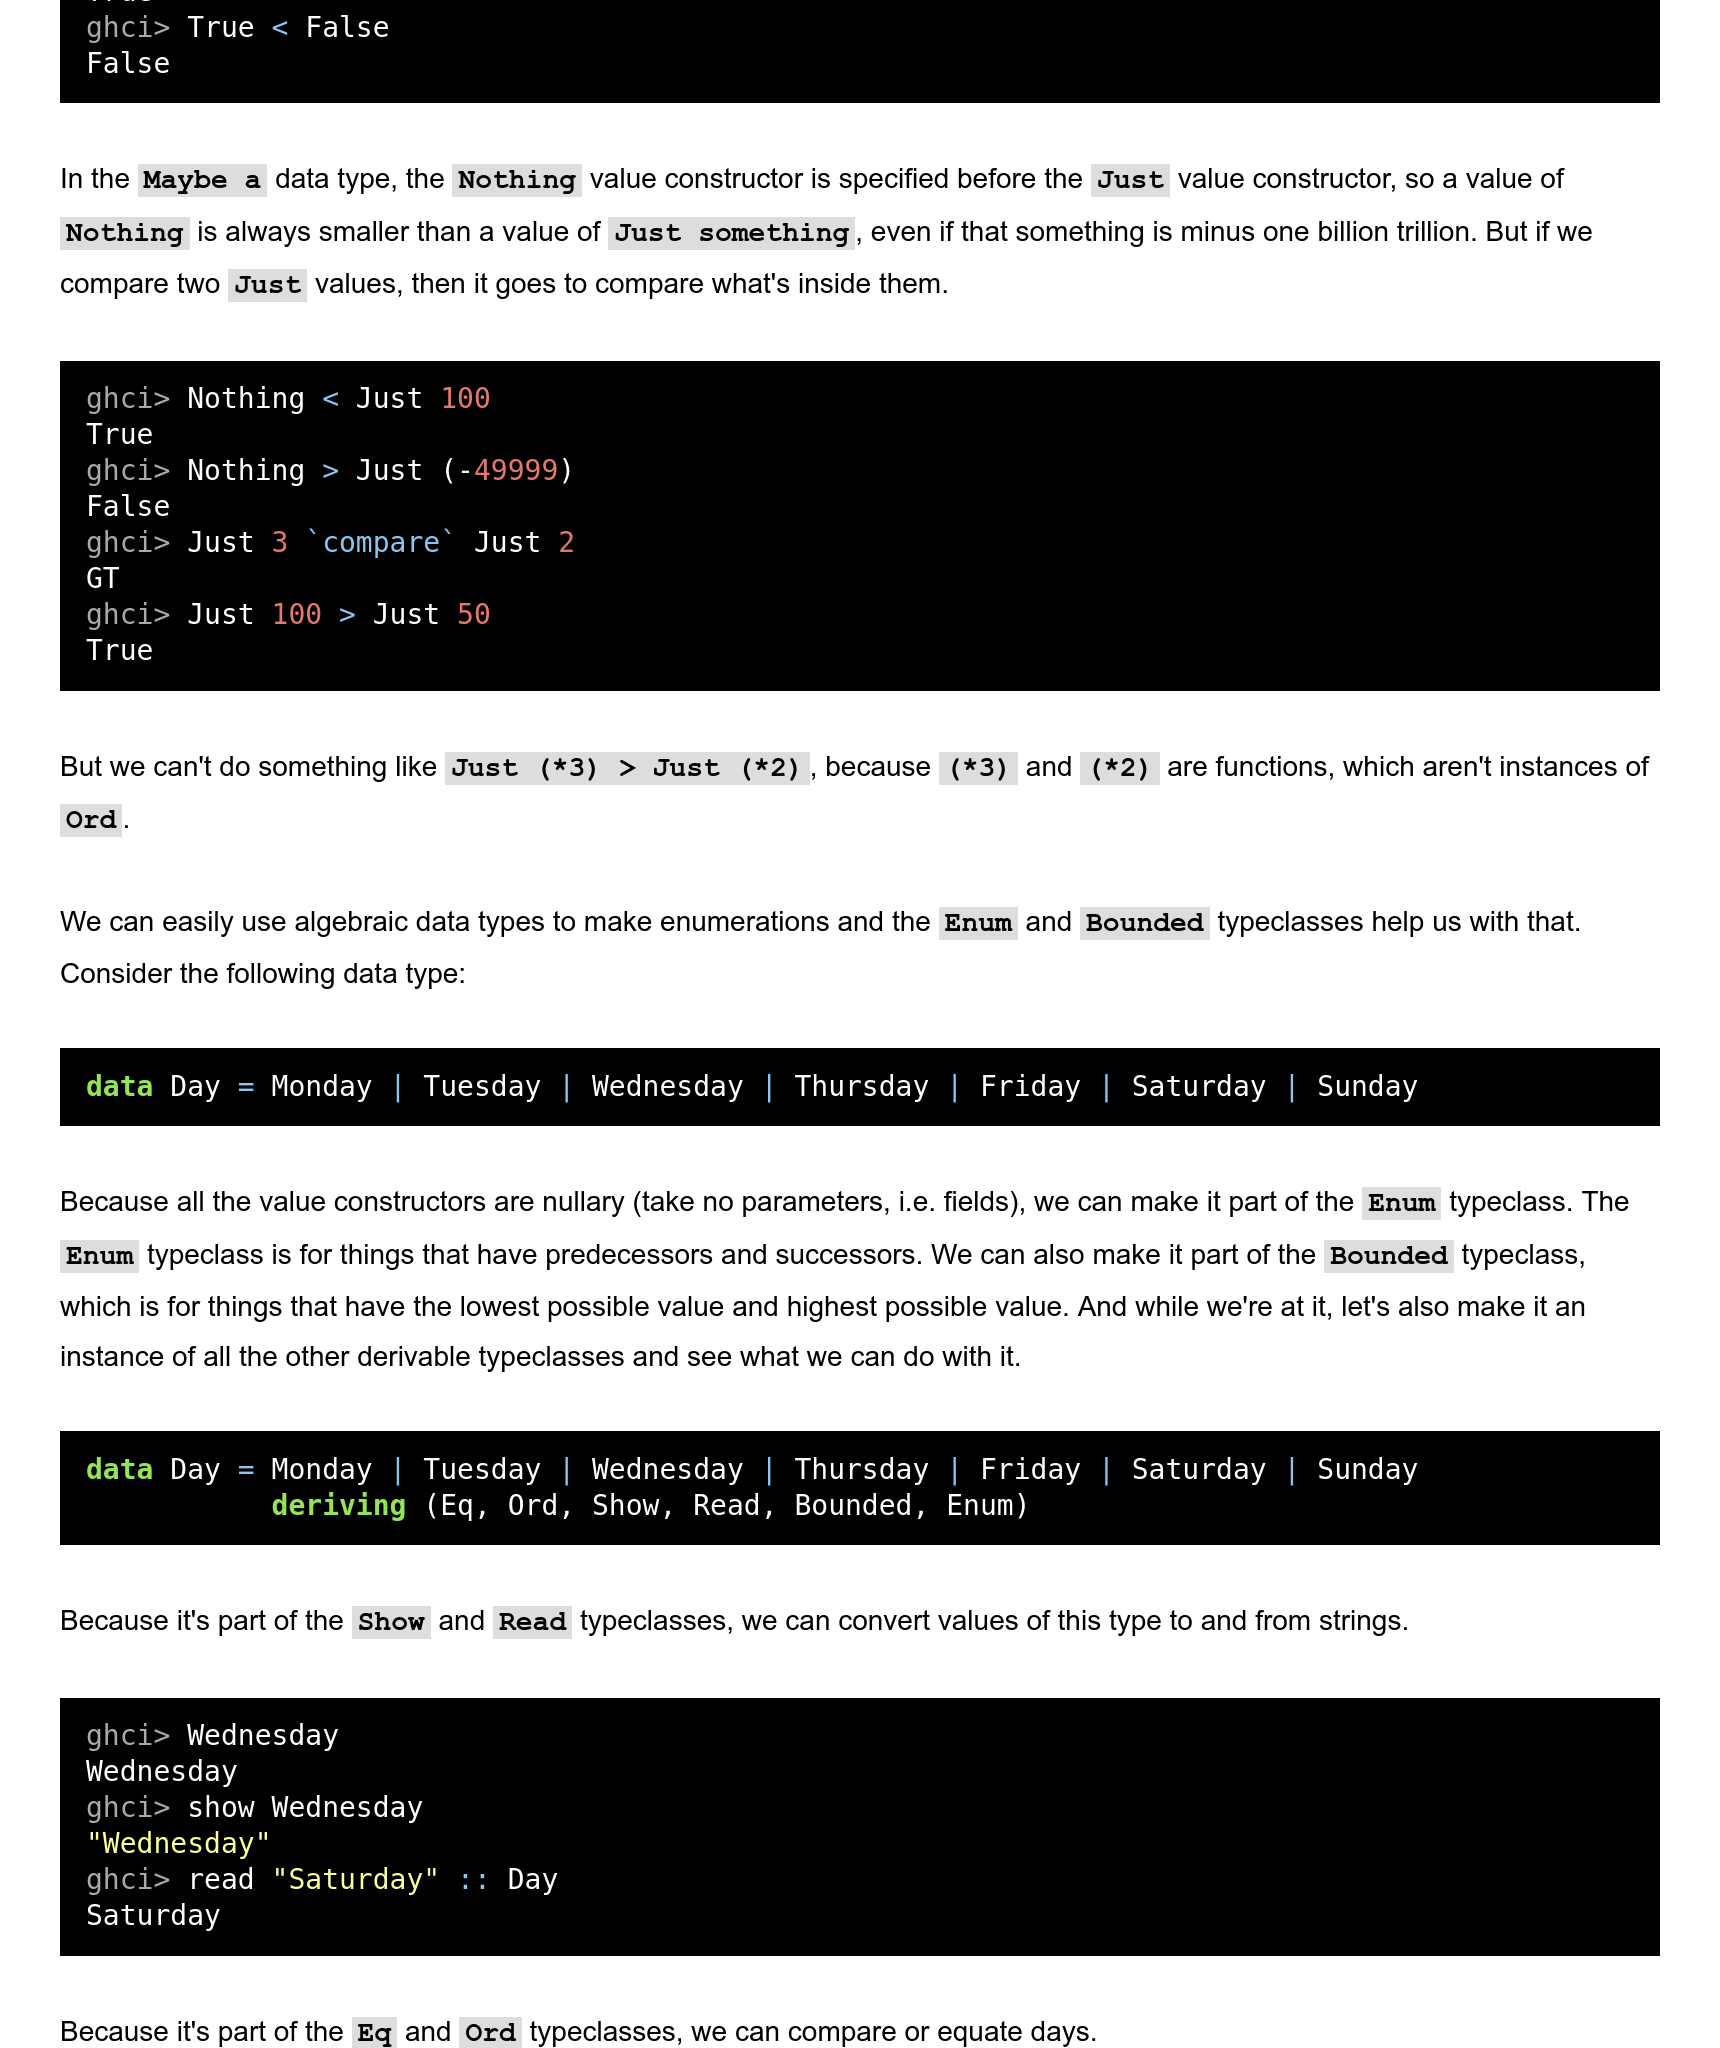 ghci> True < False
False
In the Maybe a data type, the Nothing value constructor is specified before the Just value constructor, so a value of
Nothing is always smaller than a value of Just something, even if that something is minus one billion trillion. But if we
compare two Just values, then it goes to compare what's inside them.
ghci> Nothing < Just 100
True
ghci> Nothing > Just (-49999)
False
ghci> Just 3 `compare` Just 2
GT
ghci> Just 100 > Just 50
True
But we can't do something like Just (*3) > Just (*2), because (*3) and (*2) are functions, which aren't instances of
Ord.
We can easily use algebraic data types to make enumerations and the Enum and Bounded typeclasses help us with that.
Consider the following data type:
data Day = Monday | Tuesday | Wednesday | Thursday | Friday | Saturday | Sunday
Because all the value constructors are nullary (take no parameters, i.e. fields), we can make it part of the Enum typeclass. The
Enum typeclass is for things that have predecessors and successors. We can also make it part of the Bounded typeclass,
which is for things that have the lowest possible value and highest possible value. And while we're at it, let's also make it an
instance of all the other derivable typeclasses and see what we can do with it.
data Day = Monday | Tuesday | Wednesday | Thursday | Friday | Saturday | Sunday
deriving (Eq, Ord, Show, Read, Bounded, Enum)
Because it's part of the Show and Read typeclasses, we can convert values of this type to and from strings.
ghci> Wednesday
Wednesday
ghci> show Wednesday
"Wednesday"
ghci> read "Saturday" :: Day
Saturday
Because it's part of the Eq and Ord typeclasses, we can compare or equate days.